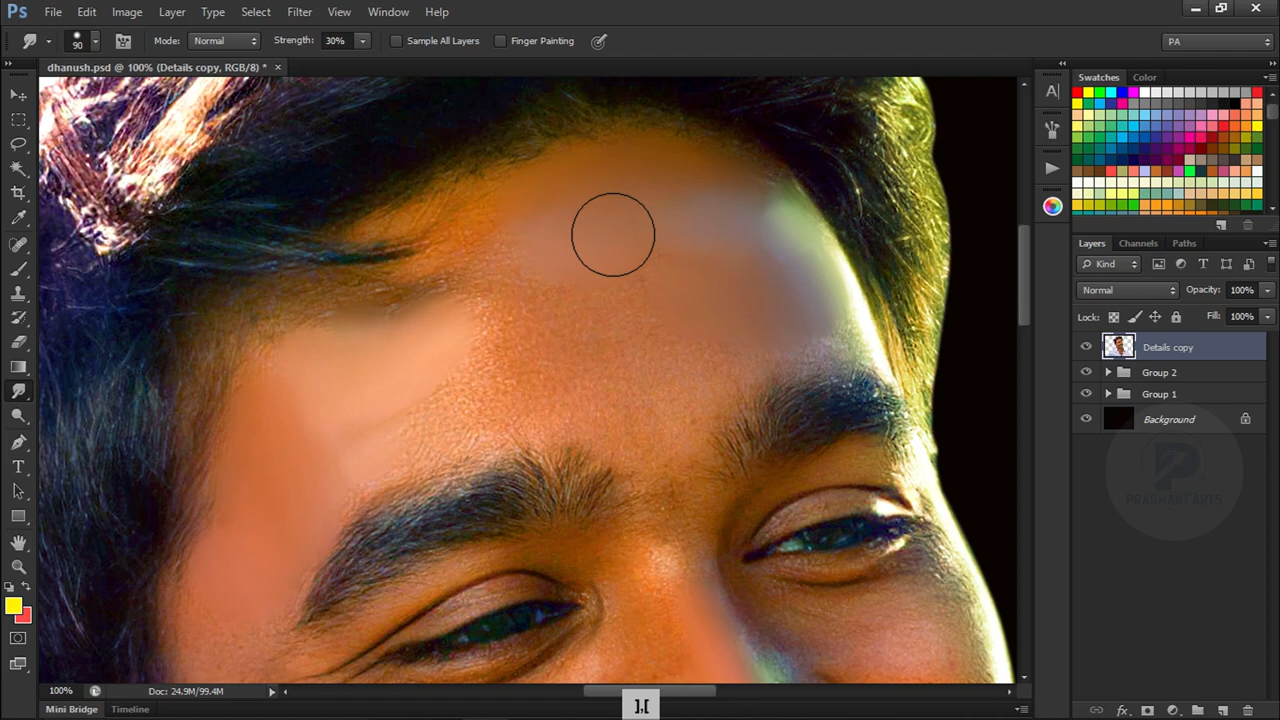 Ps File Edit Image Layer Type Select Filter View Window Help
90 Mode: Normal Strength: 30% Sample All Layers Finger Painting PA
dhanush.psd @ 100% (Details copy, RGB/8) * ×
Swatches Color
Layers Channels Paths
Kind
Normal Opacity: 100%
Lock: Fill: 100%
Details copy
Group 2
Group 1
Background
PRASHANT ARTS
100% Doc: 24.9M/99.4M
],[
Mini Bridge Timeline